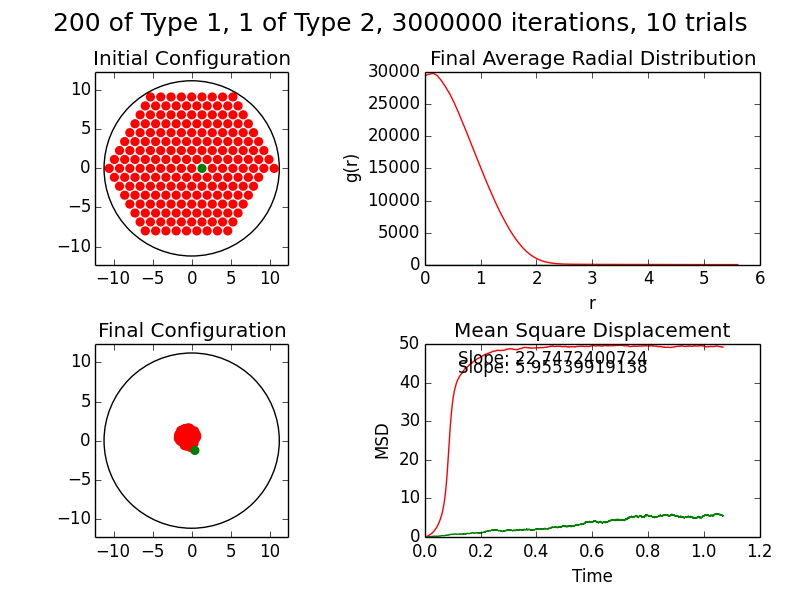 200 of Type 1, 1 of Type 2, 3000000 iterations, 10 trials
Initial Configuration
10
5
0
−5
−10
−10 −5 0 5 10
Final Average Radial Distribution
30000
25000
20000
15000
10000
5000
0
g(r)
0 1 2 3 4 5 6
r
Final Configuration
10
5
0
−5
−10
−10 −5 0 5 10
Mean Square Displacement
50
40
30
20
10
0
MSD
Slope: 22.7472400724
Slope: 5.95539919138
0.0 0.2 0.4 0.6 0.8 1.0 1.2
Time